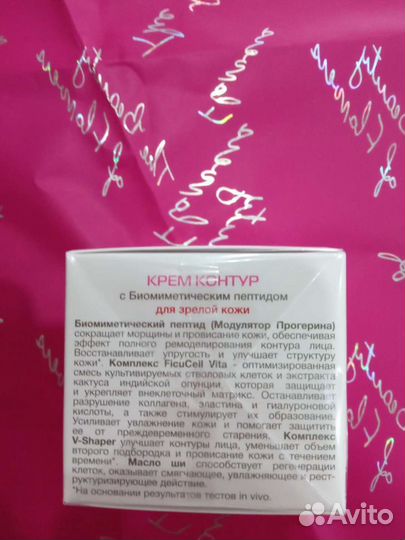 КРЕМ КОНТУР
с Биомиметическим пептидом
для зрелой кожи
Биомиметический пептид (Модулятор Прогерина)
сокращает морщины и провисание кожи, обеспечивая
эффект полного ремоделирования контура лица.
Восстанавливает упругость и улучшает структуру
кожи*. Комплекс FicuCell Vita - оптимизированная
смесь культивируемых стволовых клеток и экстракта
кактуса индийской опунции которая защищает
и укрепляет внеклеточный матрикс. Останавливает
разрушение коллагена, эластина и гиалуроновой
кислоты, а также стимулирует их образование.
Усиливает увлажнение кожи и помогает защитить
ее от преждевременного старения. Комплекс
V-Shaper улучшает контуры лица, уменьшает объем
второго подбородка и провисание кожи с течением
времени*. Масло ши способствует регенерации
клеток, оказывает смягчающее, увлажняющее и рест-
руктуризирующее действие.
*На основании результатов тестов in vivo.
Avito